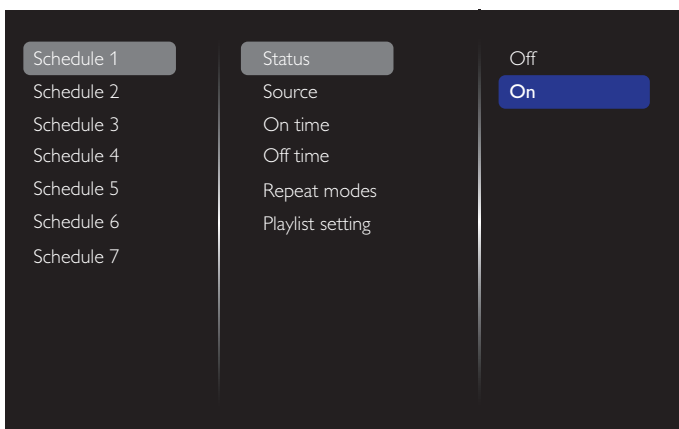 Schedule 1
Schedule 2
Schedule 3
Schedule 4
Schedule 5
Schedule 6
Schedule 7
Status
Source
On time
Off time
Repeat modes
Playlist setting
Off
On